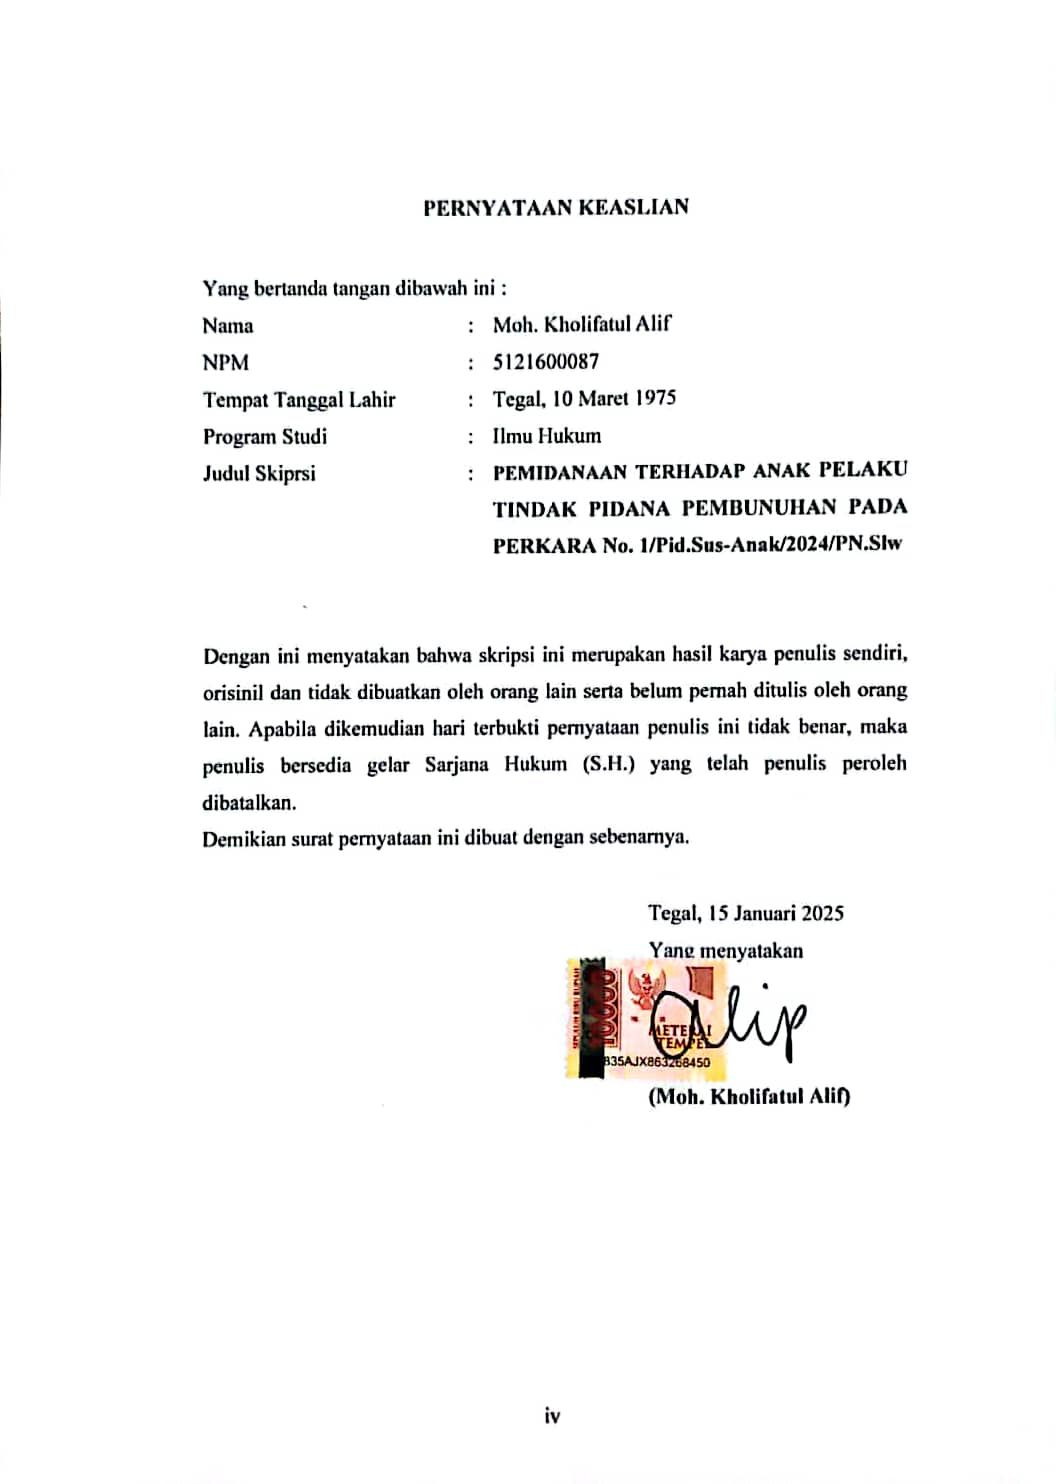 PERNYATAAN KEASLIAN
Yang bertanda tangan dibawah ini :
Nama : Moh. Kholifatul Alif
NPM : 5121600087
Tempat Tanggal Lahir : Tegal, 10 Maret 1975
Program Studi : Ilmu Hukum
Judul Skiprsi : PEMIDANAAN TERHADAP ANAK PELAKU
TINDAK PIDANA PEMBUNUHAN PADA
PERKARA No. 1/Pid.Sus-Anak/2024/PN.Slw
Dengan ini menyatakan bahwa skripsi ini merupakan hasil karya penulis sendiri,
orisinil dan tidak dibuatkan oleh orang lain serta belum pernah ditulis oleh orang
lain. Apabila dikemudian hari terbukti pernyataan penulis ini tidak benar, maka
penulis bersedia gelar Sarjana Hukum (S.H.) yang telah penulis peroleh
dibatalkan.
Demikian surat pernyataan ini dibuat dengan sebenarnya.
Tegal, 15 Januari 2025
Yang menyatakan
10000
METERAI
TEMPEL
B35AJX863268450
alip
(Moh. Kholifatul Alif)
iv